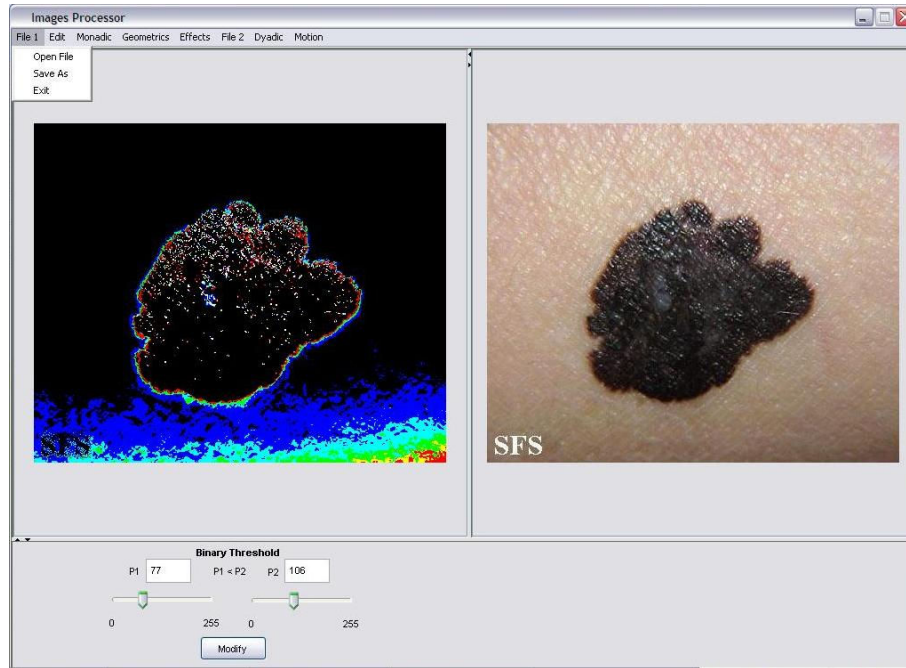 Images Processor
File 1 Edit Monadic Geometrics Effects File 2 Dyadic Motion
Open File
Save As
Exit
SFS
SFS
Binary Threshold
P1 77 P1 < P2 P2 106
0 255 0 255
Modify